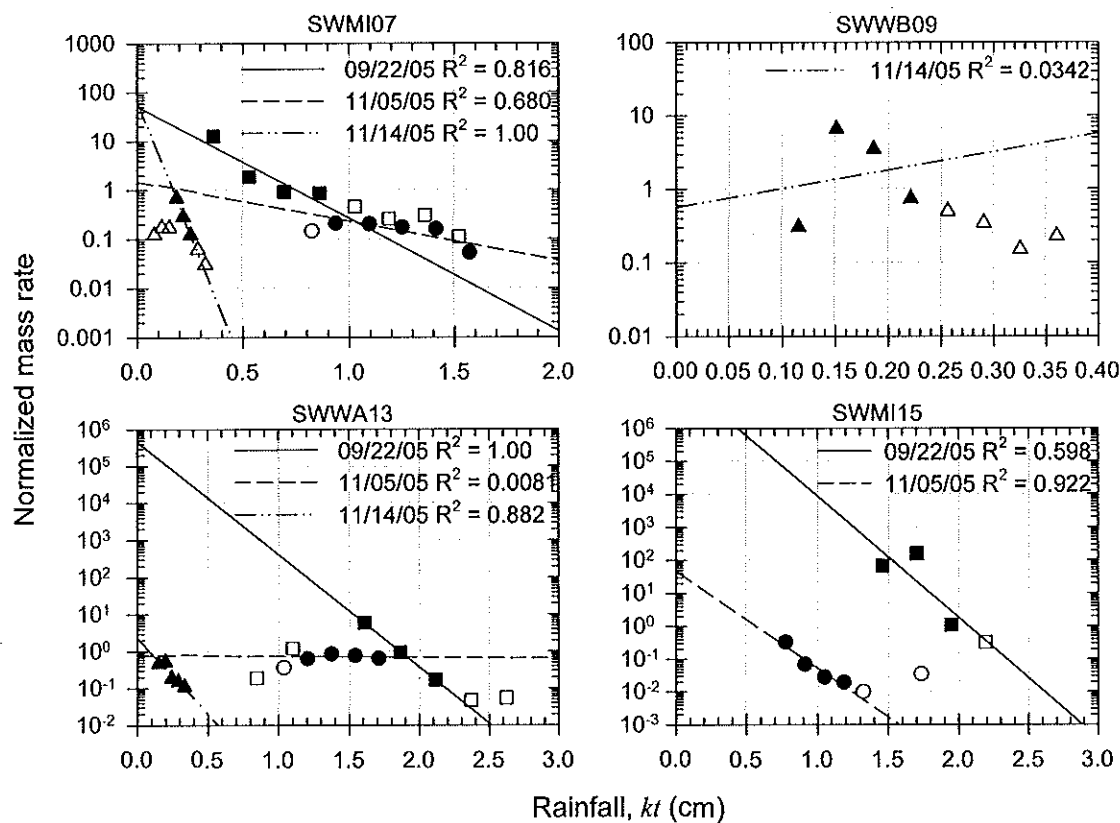 SWMI07
1000
100
10
1
0.1
0.01
0.001
09/22/05 R² = 0.816
11/05/05 R² = 0.680
11/14/05 R² = 1.00
0.0 0.5 1.0 1.5 2.0
SWWB09
100
10
1
0.1
0.01
11/14/05 R² = 0.0342
0.00 0.05 0.10 0.15 0.20 0.25 0.30 0.35 0.40
Normalized mass rate
SWWA13
10⁶
10⁵
10⁴
10³
10²
10¹
10⁰
10⁻¹
10⁻²
09/22/05 R² = 1.00
11/05/05 R² = 0.0081
11/14/05 R² = 0.882
0.0 0.5 1.0 1.5 2.0 2.5 3.0
SWMI15
10⁶
10⁵
10⁴
10³
10²
10¹
10⁰
10⁻¹
10⁻²
10⁻³
09/22/05 R² = 0.598
11/05/05 R² = 0.922
0.0 0.5 1.0 1.5 2.0 2.5 3.0
Rainfall, kt (cm)